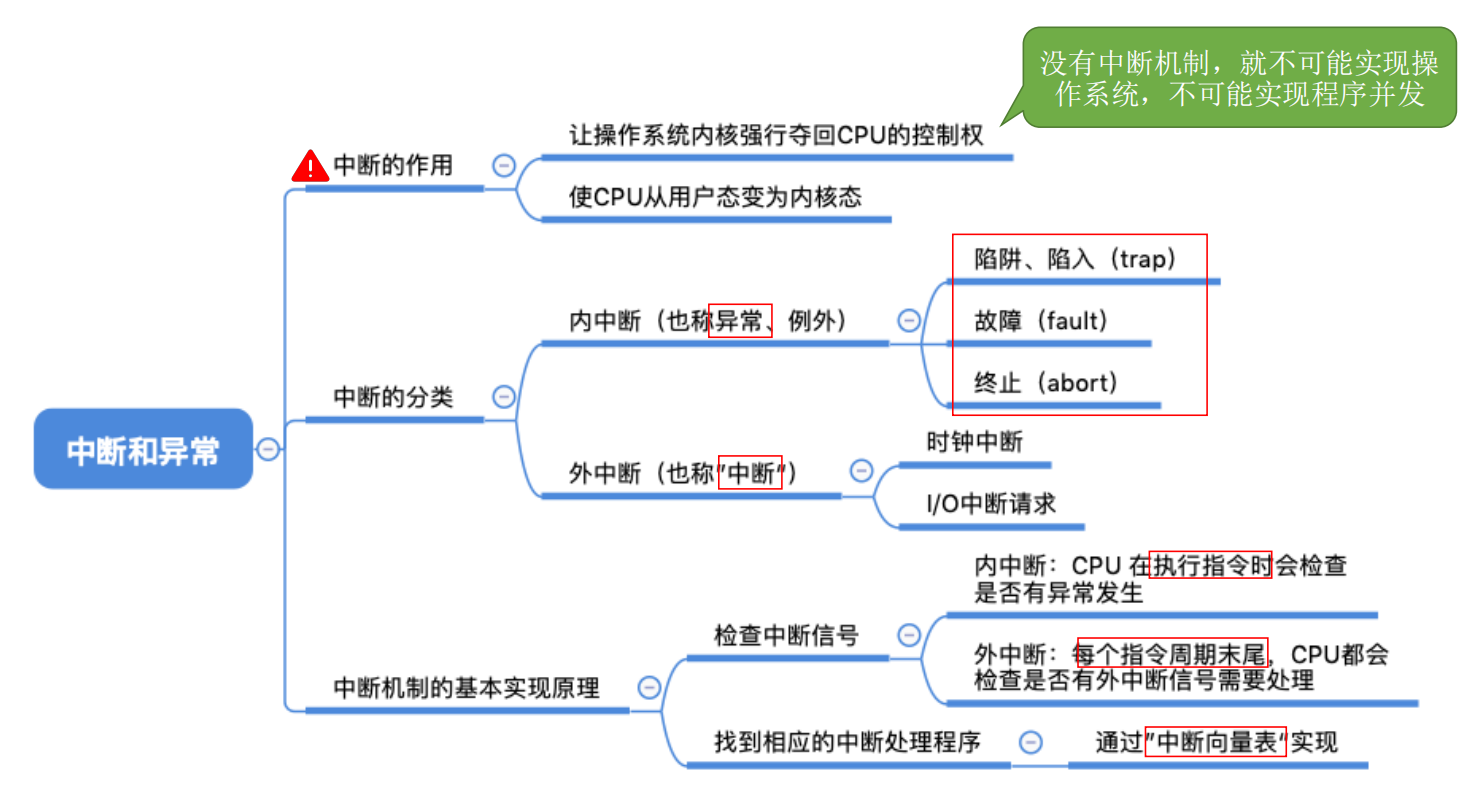 没有中断机制，就不可能实现操
作系统，不可能实现程序并发
让操作系统内核强行夺回CPU的控制权
中断的作用
使CPU从用户态变为内核态
陷阱、陷入（trap）
内中断（也称异常、例外）
故障（fault）
终止（abort）
中断的分类
时钟中断
外中断（也称”中断“）
I/O中断请求
中断和异常
内中断：CPU 在执行指令时会检查
是否有异常发生
检查中断信号
外中断：每个指令周期末尾，CPU都会
检查是否有外中断信号需要处理
中断机制的基本实现原理
找到相应的中断处理程序
通过”中断向量表“实现